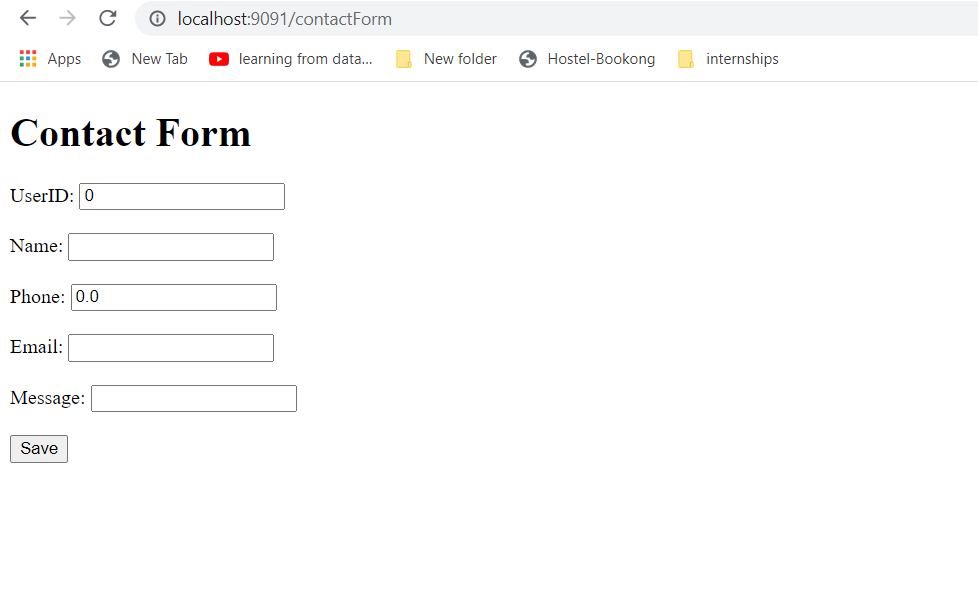 localhost:9091/contactForm
Apps New Tab learning from data... New folder Hostel-Bookong internships
Contact Form
UserID: 0
Name:
Phone: 0.0
Email:
Message:
Save